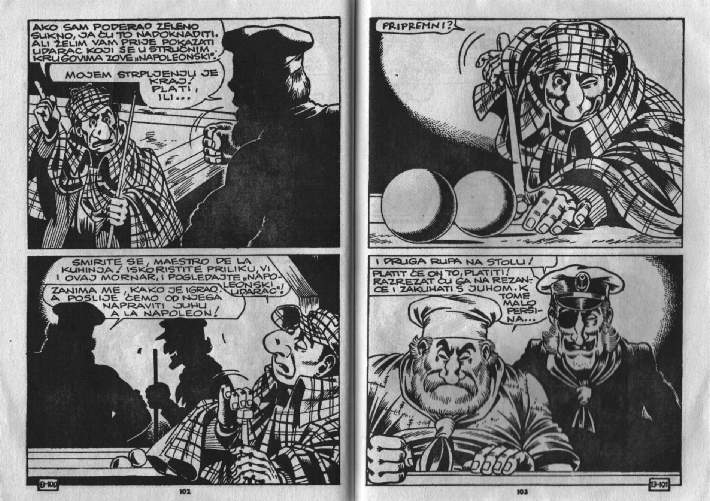 AKO SAM PODERAO ZELENO
SUKNO, JA ĆU TO NADOKNADITI.
ALI ŽELIM VAM PRIJE POKAZATI
UDARAC KOJI SE U STRUČNIM
KRUGOVIMA ZOVE „NAPOLEONSKI“.
MOJEM STRPLJENJU JE
KRAJ!
PLATI,
ILI...
SMIRITE SE, MAESTRO DE LA
KUHINJA! ISKORISTITE PRILIKU, VI
I OVAJ MORNAR, I POGLEDAJTE „NAPO-
LEONSKI
UDARAC“!
ZANIMA ME, KAKO JE IGRAO.
A POSLIJE ĆEMO OD NJEGA
NAPRAVITI JUHU
A LA NAPOLEON!
13-100
102
PRIPREMNI?
I DRUGA RUPA NA STOLU!
PLATIT ĆE ON TO, PLATITI!
RAZREZAT ĆU GA NA REZAN-
CE I ZAKUHATI S JUHOM. K
TOME
MALO
PERŠI-
NA...
13-101
103